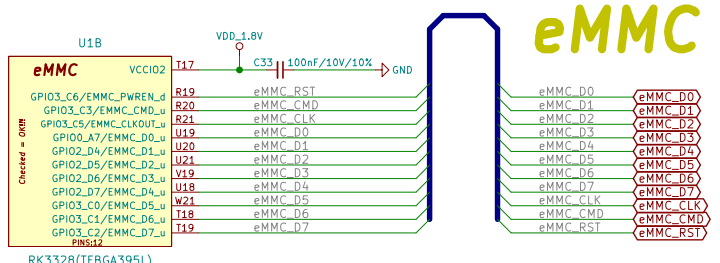 eMMC
VDD_1.8V
U1B
C33 100nF/10V/10%
GND
eMMC
Checked = OK!!!
VCCIO2 T17
GPIO3_C6/EMMC_PWREN_d R19 eMMC_RST
GPIO3_C3/EMMC_CMD_u R20 eMMC_CMD
GPIO3_C5/EMMC_CLKOUT_u R21 eMMC_CLK
GPIO0_A7/EMMC_D0_u U19 eMMC_D0
GPIO2_D4/EMMC_D1_u U20 eMMC_D1
GPIO2_D5/EMMC_D2_u U21 eMMC_D2
GPIO2_D6/EMMC_D3_u V19 eMMC_D3
GPIO2_D7/EMMC_D4_u U18 eMMC_D4
GPIO3_C0/EMMC_D5_u W21 eMMC_D5
GPIO3_C1/EMMC_D6_u T18 eMMC_D6
GPIO3_C2/EMMC_D7_u T19 eMMC_D7
PINS:12
RK3328(TFBGA395L)
eMMC_D0 eMMC_D0
eMMC_D1 eMMC_D1
eMMC_D2 eMMC_D2
eMMC_D3 eMMC_D3
eMMC_D4 eMMC_D4
eMMC_D5 eMMC_D5
eMMC_D6 eMMC_D6
eMMC_D7 eMMC_D7
eMMC_CLK eMMC_CLK
eMMC_CMD eMMC_CMD
eMMC_RST eMMC_RST